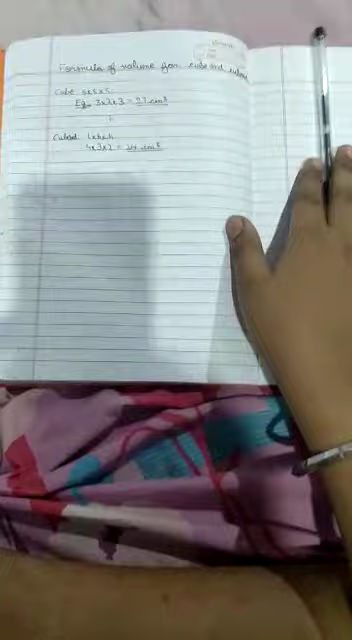 Formula of volume for cube and cuboid
Cube s×s×s
Eg. 3×3×3 = 27 cm³
Cuboid l×b×h
4×3×2 = 24 cm³